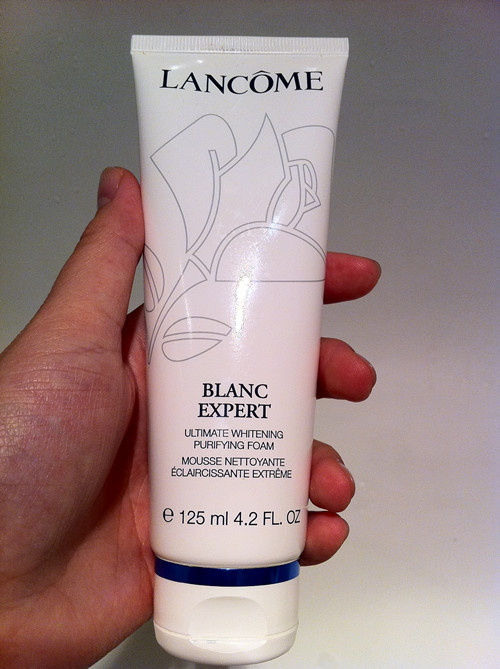 LANCÔME
BLANC
EXPERT
ULTIMATE WHITENING
PURIFYING FOAM
MOUSSE NETTOYANTE
ÉCLAIRCISSANTE EXTRÊME
℮ 125 ml 4.2 FL. OZ